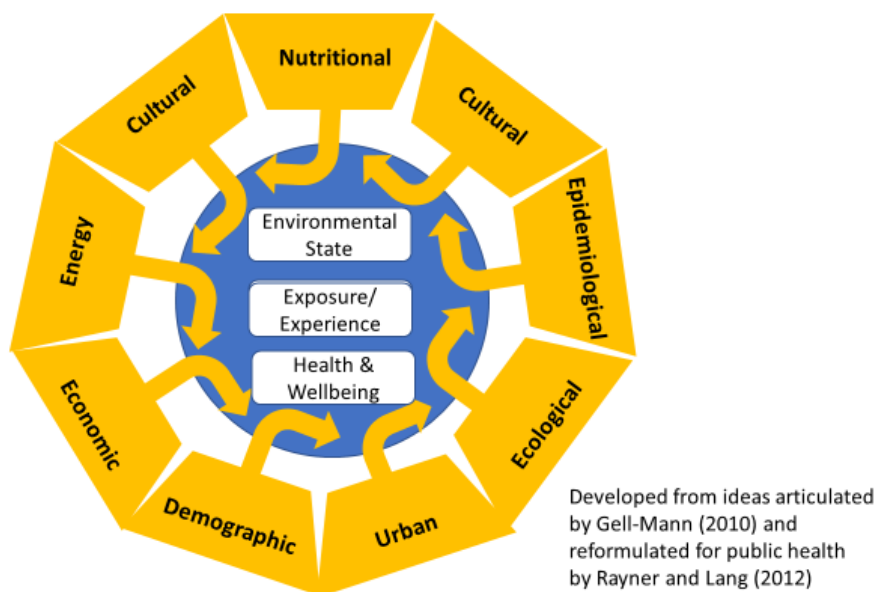 Nutritional
Cultural
Epidemiological
Ecological
Urban
Demographic
Economic
Energy
Cultural
Environmental
State
Exposure/
Experience
Health &
Wellbeing
Developed from ideas articulated
by Gell-Mann (2010) and
reformulated for public health
by Rayner and Lang (2012)